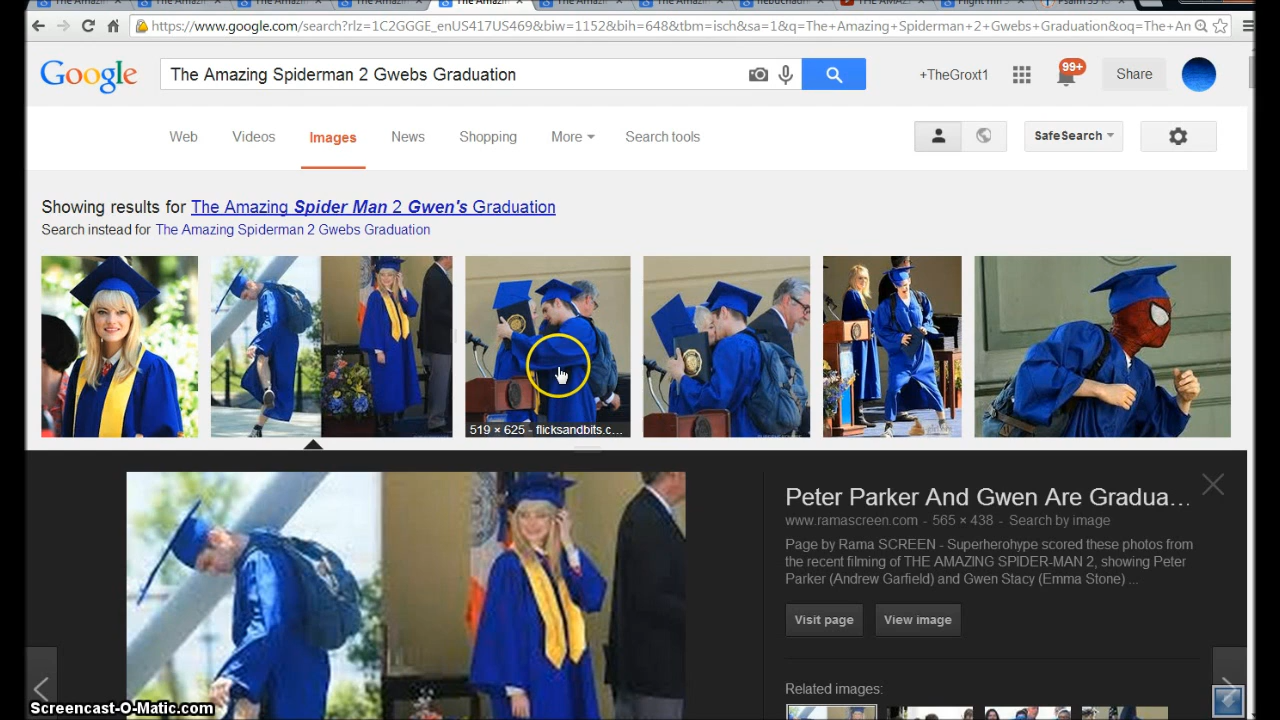 The Amazin
https://www.google.com/search?rlz=1C2GGGE_enUS417US469&biw=1152&bih=648&tbm=isch&sa=1&q=The+Amazing+Spiderman+2+Gwebs+Graduation&oq=The+An
Google The Amazing Spiderman 2 Gwebs Graduation +TheGroxt1 99+ Share
Web Videos Images News Shopping More Search tools SafeSearch
Showing results for The Amazing Spider Man 2 Gwen's Graduation
Search instead for The Amazing Spiderman 2 Gwebs Graduation
519 × 625 - flicksandbits.c...
Peter Parker And Gwen Are Gradua...
www.ramascreen.com - 565 × 438 - Search by image
Page by Rama SCREEN - Superherohype scored these photos from
the recent filming of THE AMAZING SPIDER-MAN 2, showing Peter
Parker (Andrew Garfield) and Gwen Stacy (Emma Stone) ...
Visit page View image
Related images:
Screencast-O-Matic.com